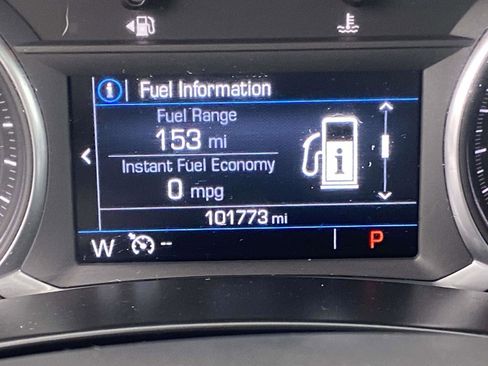 Fuel Information
Fuel Range
153 mi
Instant Fuel Economy
0 mpg
101773 mi
W -- P